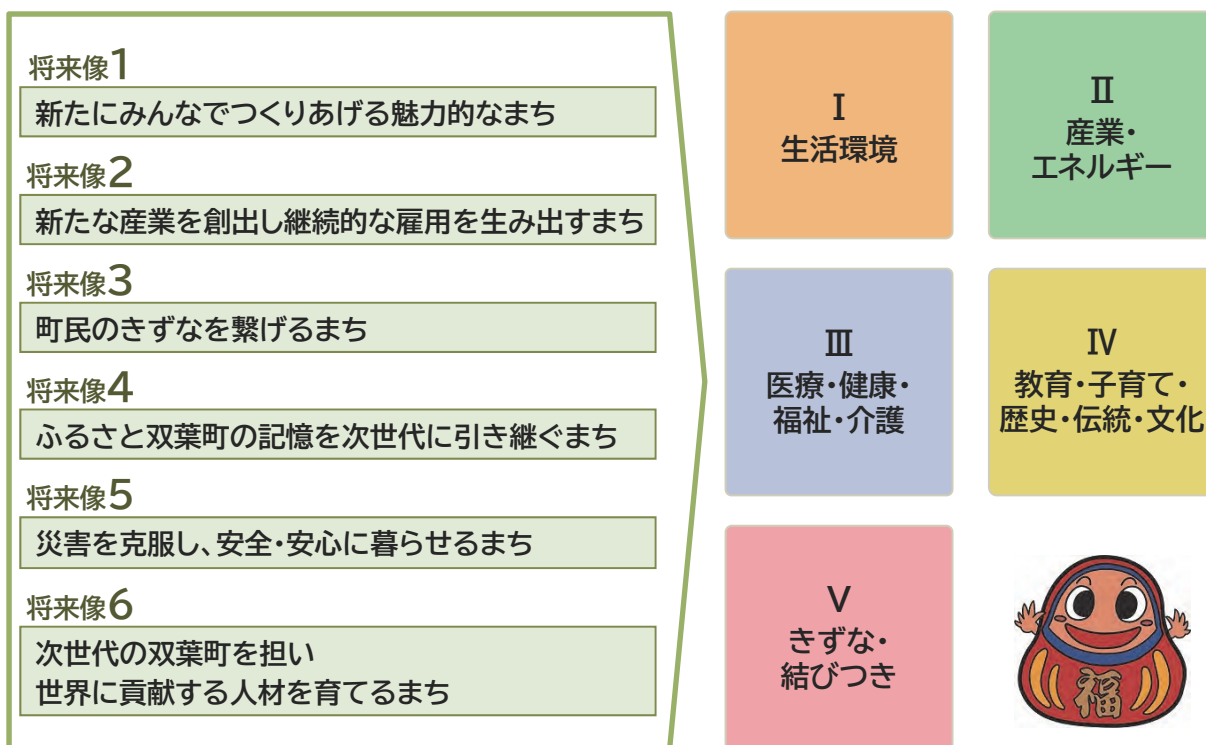 将来像1
新たにみんなでつくりあげる魅力的なまち
将来像2
新たな産業を創出し継続的な雇用を生み出すまち
将来像3
町民のきずなを繋げるまち
将来像4
ふるさと双葉町の記憶を次世代に引き継ぐまち
将来像5
災害を克服し、安全・安心に暮らせるまち
将来像6
次世代の双葉町を担い
世界に貢献する人材を育てるまち
Ⅰ
生活環境
Ⅱ
産業・
エネルギー
Ⅲ
医療・健康・
福祉・介護
Ⅳ
教育・子育て・
歴史・伝統・文化
Ⅴ
きずな・
結びつき
福